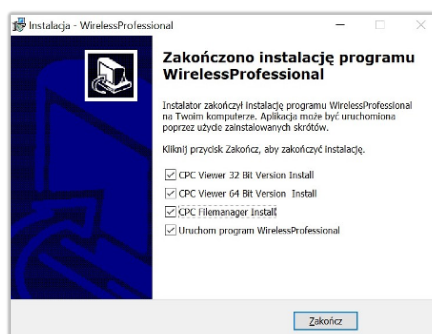 Instalacja - WirelessProfessional
Zakończono instalację programu
WirelessProfessional
Instalator zakończył instalację programu WirelessProfessional
na Twoim komputerze. Aplikacja może być uruchomiona
poprzez użycie zainstalowanych skrótów.
Kliknij przycisk Zakończ, aby zakończyć instalację.
CPC Viewer 32 Bit Version Install
CPC Viewer 64 Bit Version Install
CPC Filemanager Install
Uruchom program WirelessProfessional
Zakończ